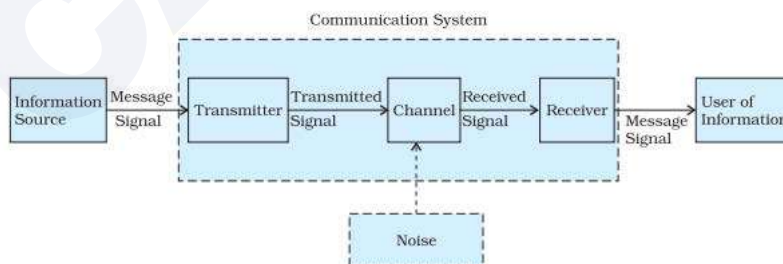 Communication System
Information
Source
Message
Signal
Transmitter
Transmitted
Signal
Channel
Received
Signal
Receiver
Message
Signal
User of
Information
Noise